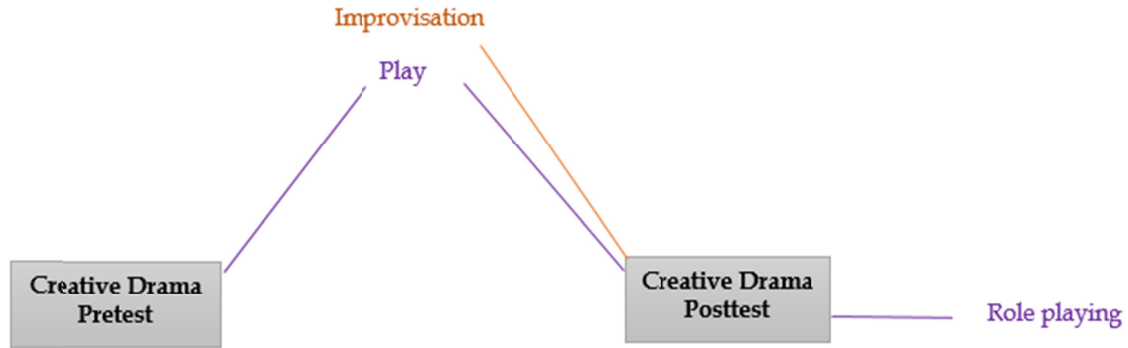 Improvisation
Play
Creative Drama
Pretest
Creative Drama
Posttest
Role playing